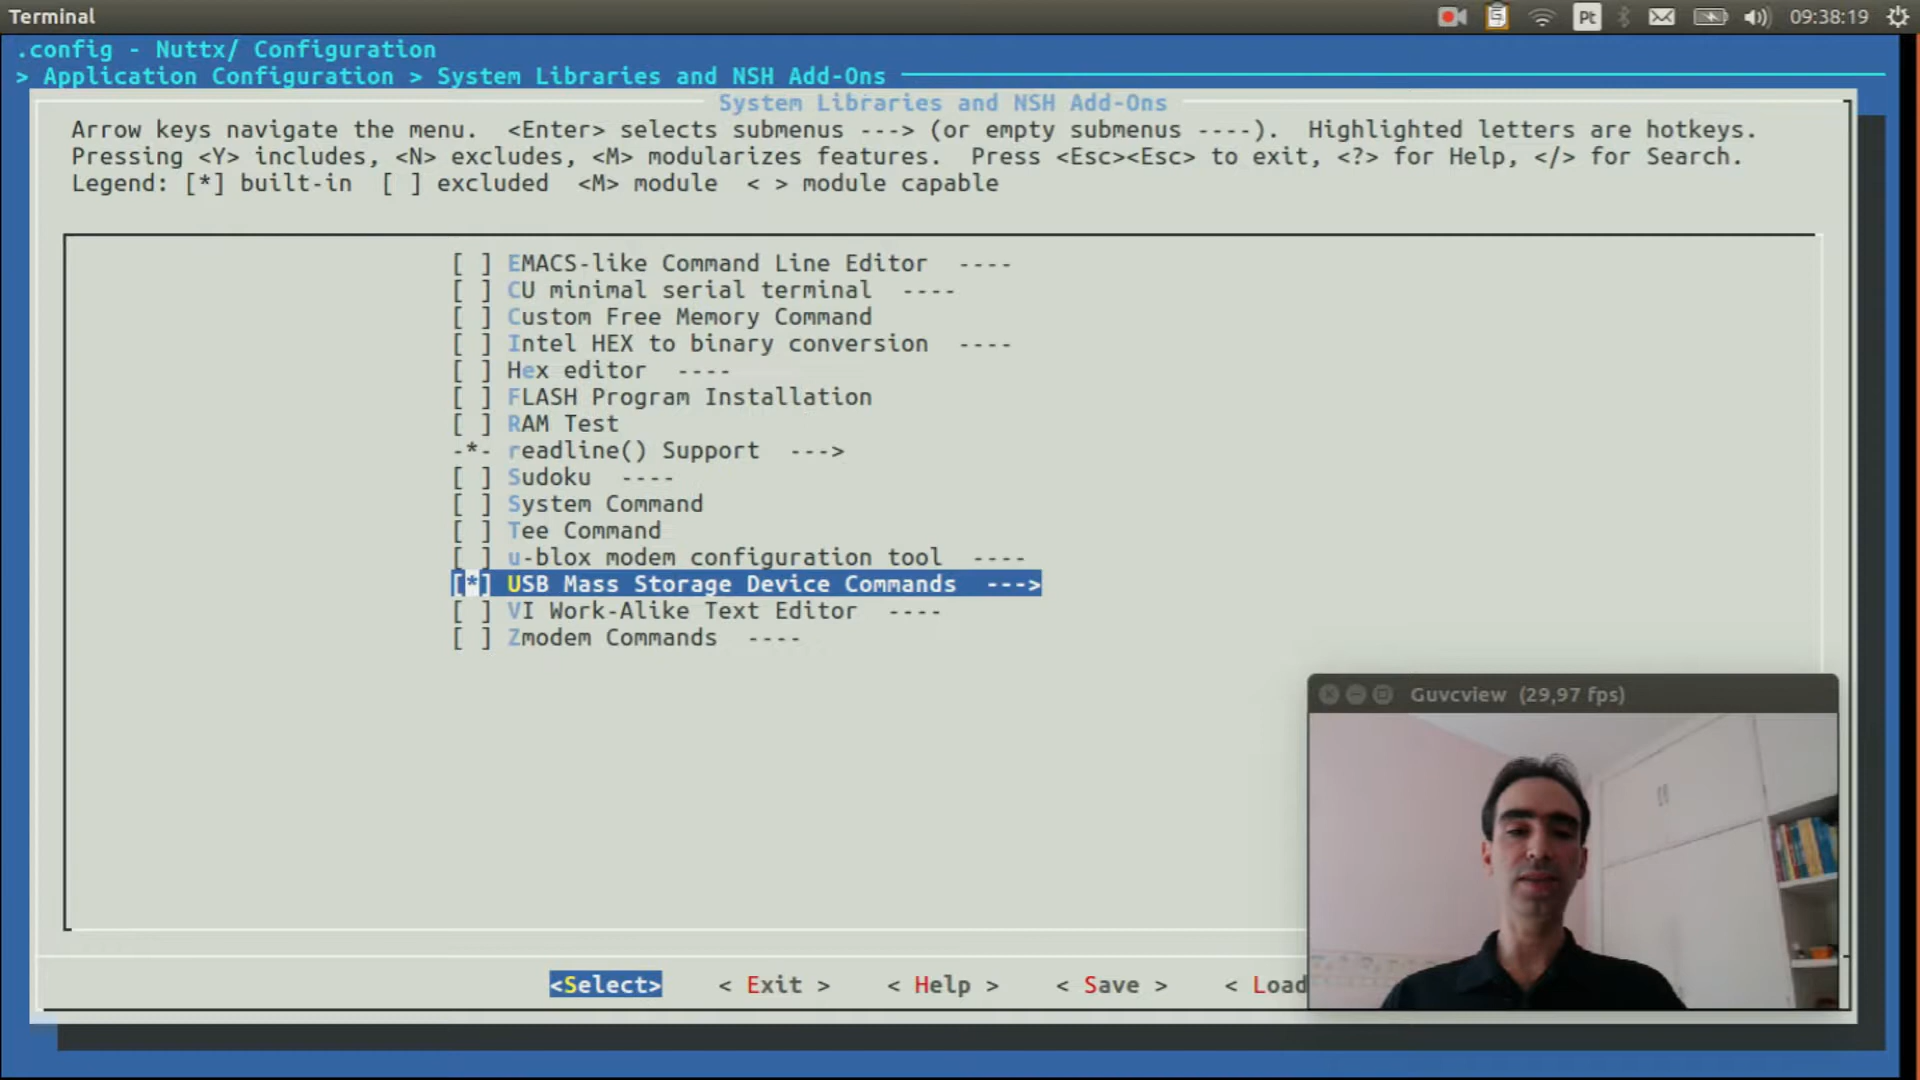 Terminal
Pt
09:38:19
.config - Nuttx/ Configuration
> Application Configuration > System Libraries and NSH Add-Ons
System Libraries and NSH Add-Ons
Arrow keys navigate the menu.  <Enter> selects submenus ---> (or empty submenus ----).  Highlighted letters are hotkeys.
Pressing <Y> includes, <N> excludes, <M> modularizes features.  Press <Esc><Esc> to exit, <?> for Help, </> for Search.
Legend: [*] built-in  [ ] excluded  <M> module  < > module capable
[ ] EMACS-like Command Line Editor  ----
[ ] CU minimal serial terminal  ----
[ ] Custom Free Memory Command
[ ] Intel HEX to binary conversion  ----
[ ] Hex editor  ----
[ ] FLASH Program Installation
[ ] RAM Test
-*- readline() Support  --->
[ ] Sudoku  ----
[ ] System Command
[ ] Tee Command
[ ] u-blox modem configuration tool  ----
[*] USB Mass Storage Device Commands  --->
[ ] VI Work-Alike Text Editor  ----
[ ] Zmodem Commands  ----
Guvcview (29,97 fps)
<Select>    < Exit >    < Help >    < Save >    < Load